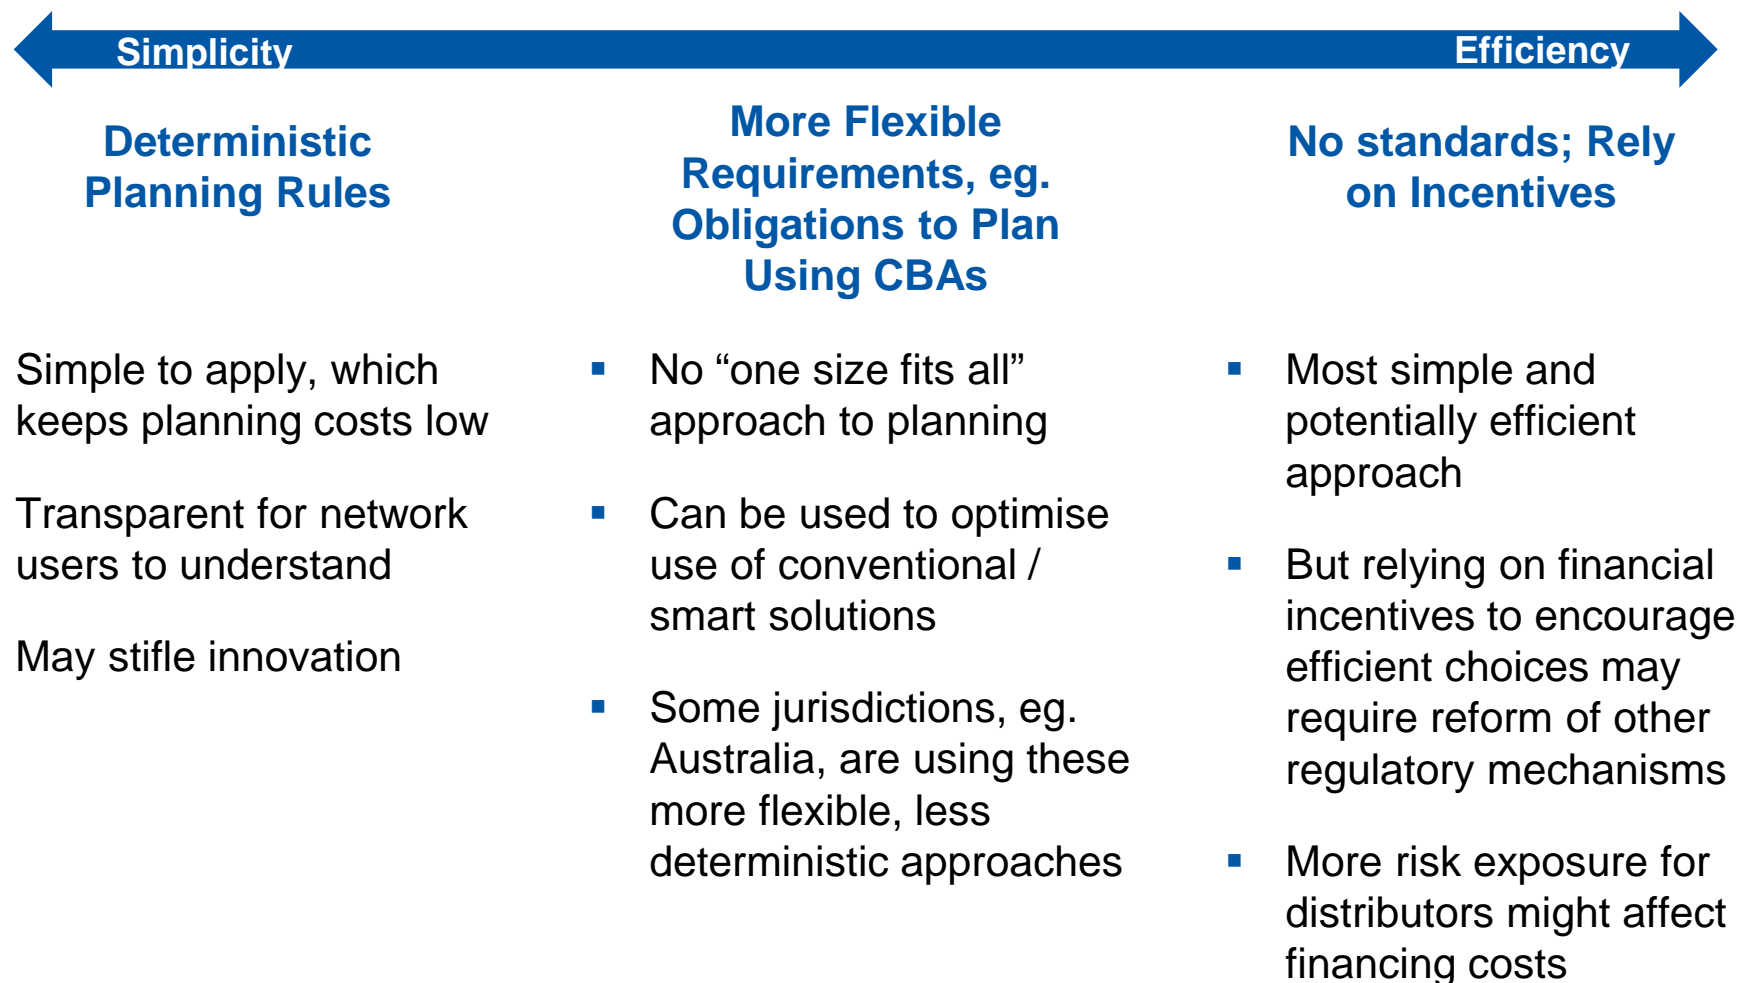 Simplicity
Efficiency
Deterministic
Planning Rules
Simple to apply, which
keeps planning costs low
Transparent for network
users to understand
May stifle innovation
More Flexible
Requirements, eg.
Obligations to Plan
Using CBAs
▪ No “one size fits all”
approach to planning
▪ Can be used to optimise
use of conventional /
smart solutions
▪ Some jurisdictions, eg.
Australia, are using these
more flexible, less
deterministic approaches
No standards; Rely
on Incentives
▪ Most simple and
potentially efficient
approach
▪ But relying on financial
incentives to encourage
efficient choices may
require reform of other
regulatory mechanisms
▪ More risk exposure for
distributors might affect
financing costs